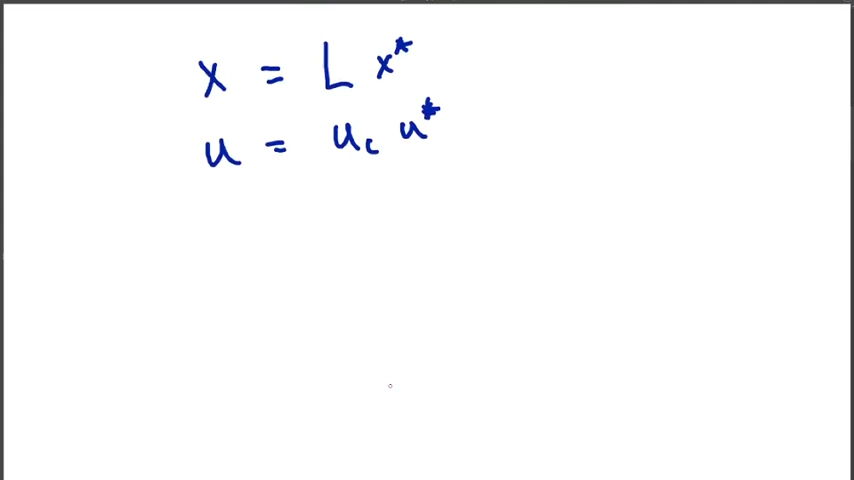 x = L x*
u = u_c u*